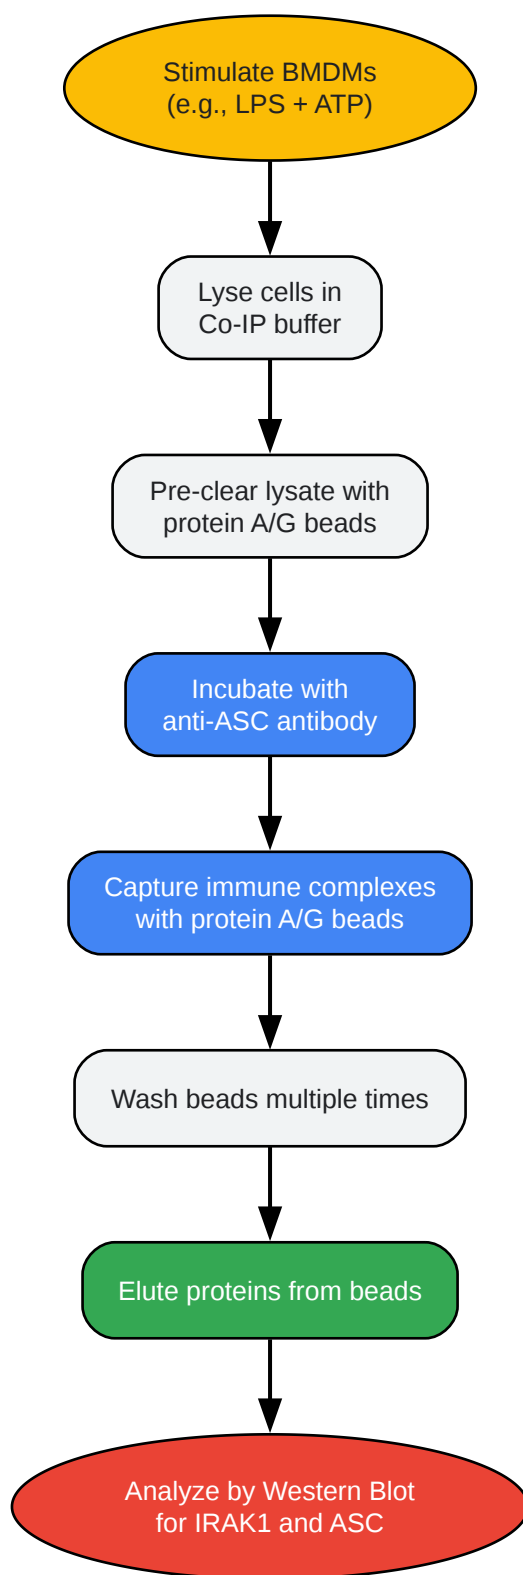 Stimulate BMDMs
(e.g., LPS + ATP)
Lyse cells in
Co-IP buffer
Pre-clear lysate with
protein A/G beads
Incubate with
anti-ASC antibody
Capture immune complexes
with protein A/G beads
Wash beads multiple times
Elute proteins from beads
Analyze by Western Blot
for IRAK1 and ASC